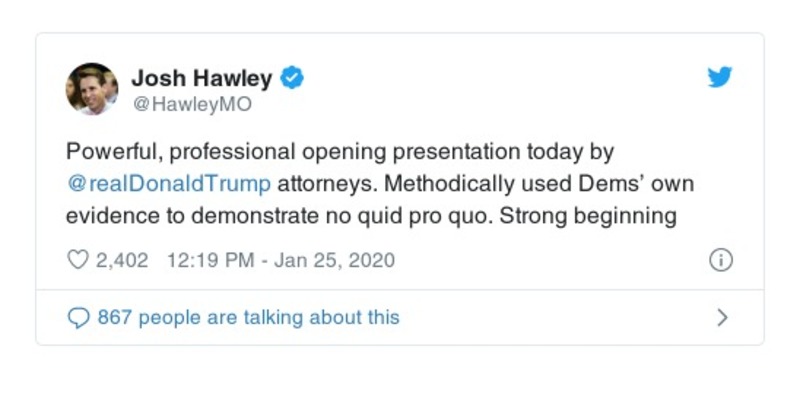 Josh Hawley
@HawleyMO
Powerful, professional opening presentation today by
@realDonaldTrump attorneys. Methodically used Dems’ own
evidence to demonstrate no quid pro quo. Strong beginning
2,402 12:19 PM - Jan 25, 2020
867 people are talking about this